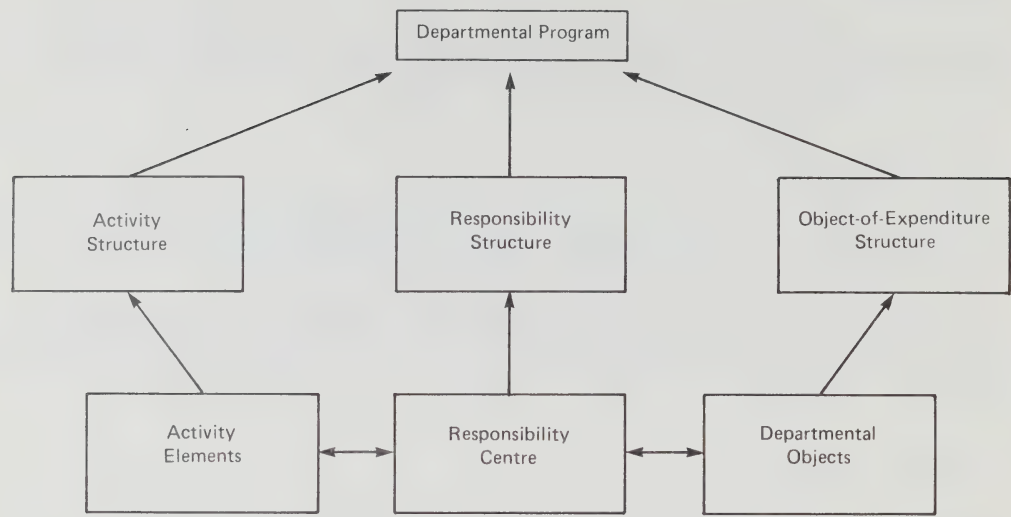 Departmental Program
Activity
Structure
Responsibility
Structure
Object-of-Expenditure
Structure
Activity
Elements
Responsibility
Centre
Departmental
Objects